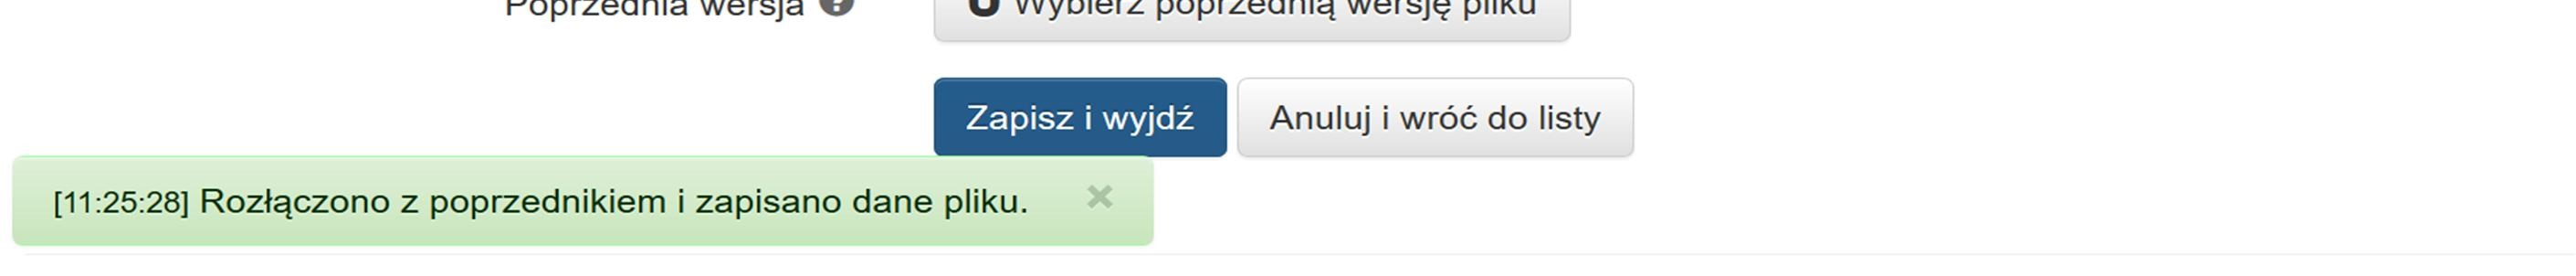 Poprzednia wersja
Wybierz poprzednią wersję pliku
Zapisz i wyjdź
Anuluj i wróć do listy
[11:25:28] Rozłączono z poprzednikiem i zapisano dane pliku.